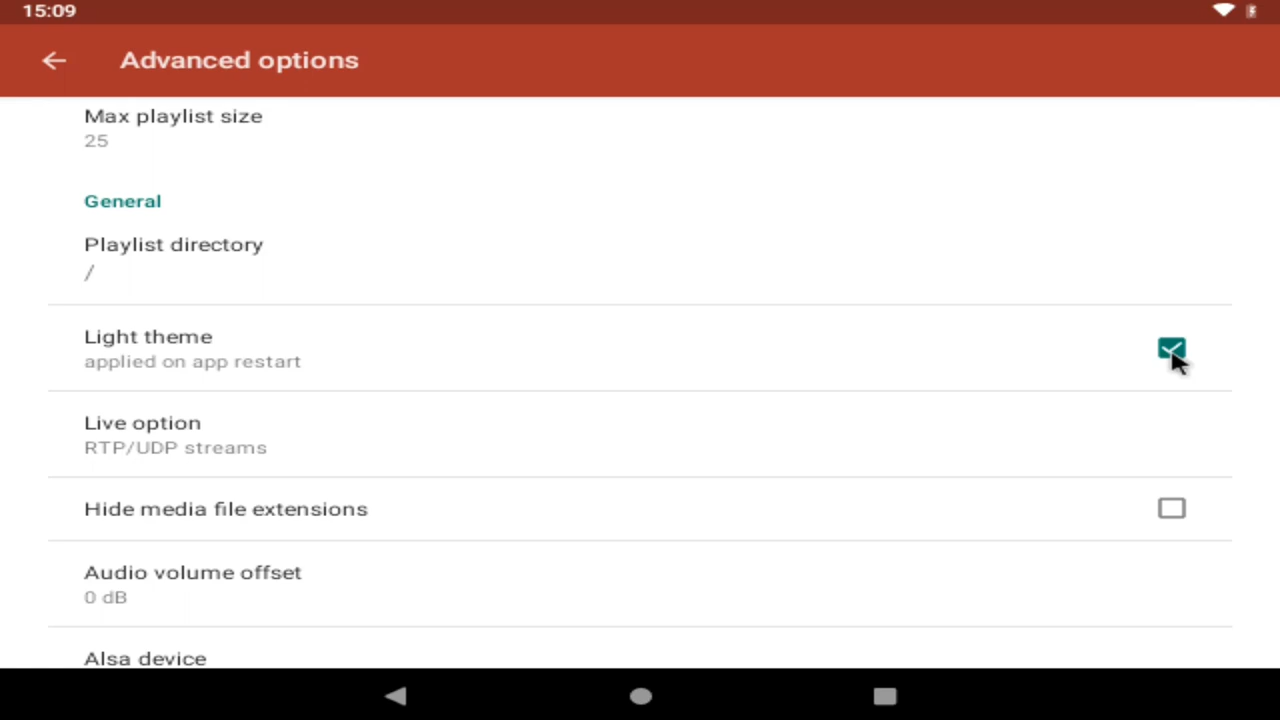 15:09
Advanced options
Max playlist size
25
General
Playlist directory
/
Light theme
applied on app restart
Live option
RTP/UDP streams
Hide media file extensions
Audio volume offset
0 dB
Alsa device